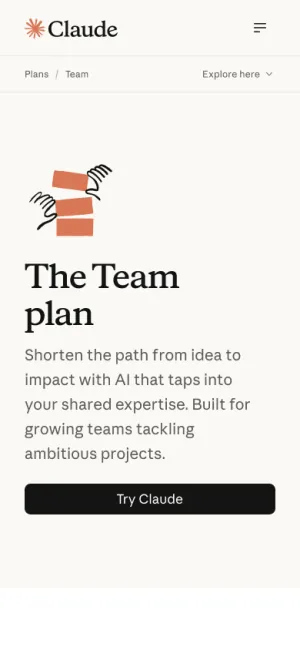 Claude
Plans / Team
Explore here
The Team
plan
Shorten the path from idea to
impact with AI that taps into
your shared expertise. Built for
growing teams tackling
ambitious projects.
Try Claude